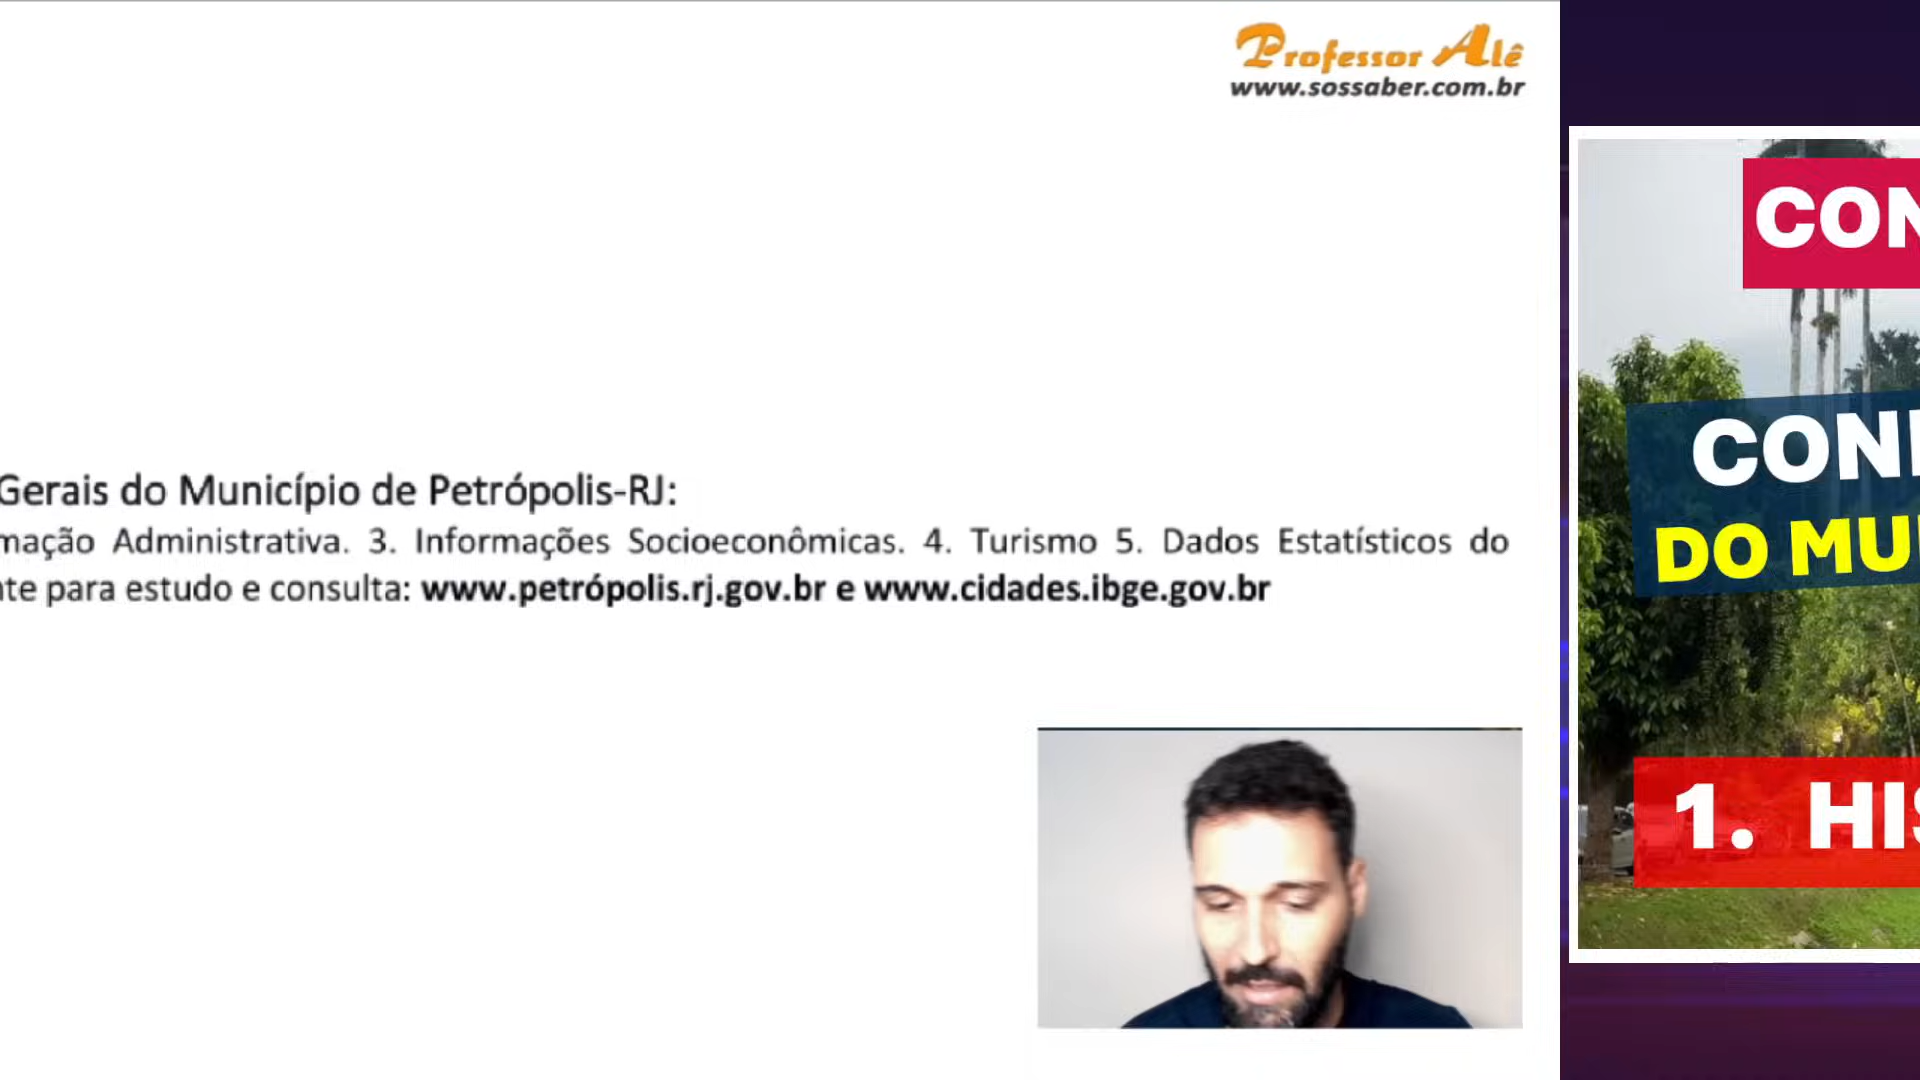 Professor Alê
www.sossaber.com.br
Gerais do Município de Petrópolis-RJ:
mação Administrativa. 3. Informações Socioeconômicas. 4. Turismo 5. Dados Estatísticos do
te para estudo e consulta: www.petrópolis.rj.gov.br e www.cidades.ibge.gov.br
CON
CON
DO MU
1. HIS